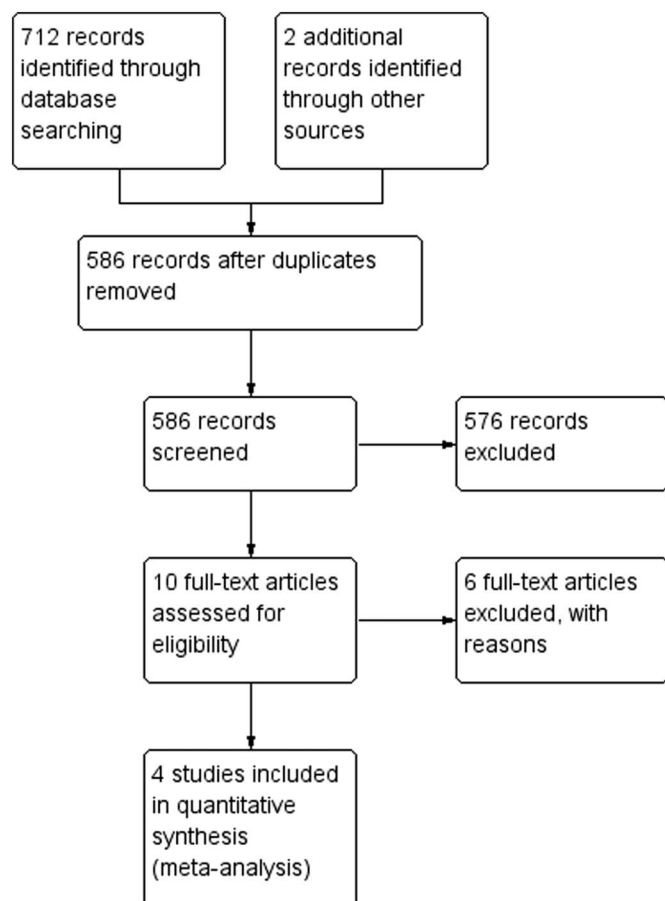 712 records
identified through
database
searching
2 additional
records identified
through other
sources
586 records after duplicates
removed
586 records
screened
576 records
excluded
10 full-text articles
assessed for
eligibility
6 full-text articles
excluded, with
reasons
4 studies included
in quantitative
synthesis
(meta-analysis)